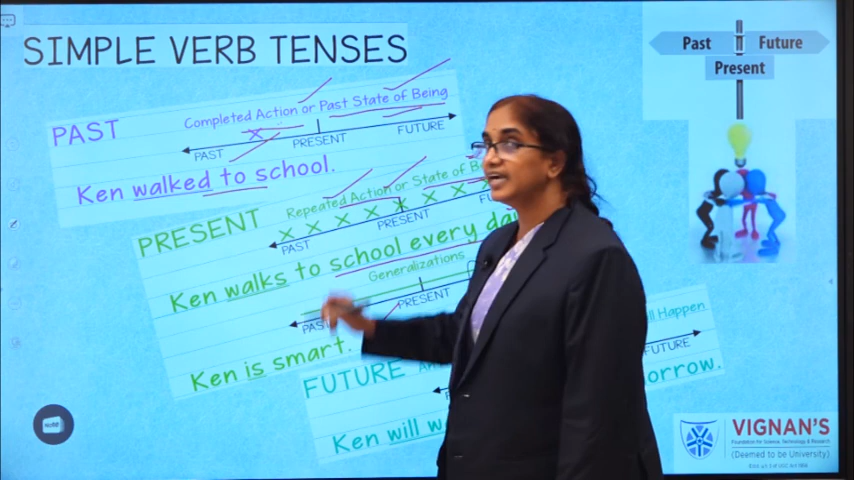 SIMPLE VERB TENSES
Past
Future
Present
PAST
Completed Action or Past State of Being
PAST
PRESENT
FUTURE
Ken walked to school.
PRESENT
Repeated Action or State of
PAST
PRESENT
Ken walks to school every
Generalizations
PAST
PRESENT
Ken is smart.
FUTURE
Happen
FUTURE
Ken will
VIGNAN'S
Foundation for Science, Technology & Research
(Deemed to be University)